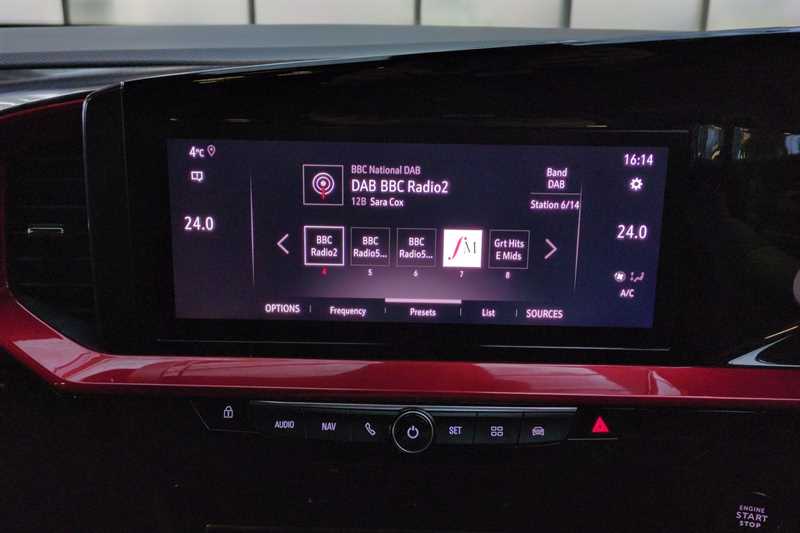 4°C
16:14
BBC National DAB
DAB BBC Radio2
12B Sara Cox
Band
DAB
Station 6/14
24.0
24.0
BBC
Radio2
BBC
Radio5...
BBC
Radio5...
fM
Grt Hits
E Mids
4
5
6
7
8
A/C
OPTIONS
Frequency
Presets
List
SOURCES
AUDIO
NAV
SET
ENGINE
START
STOP